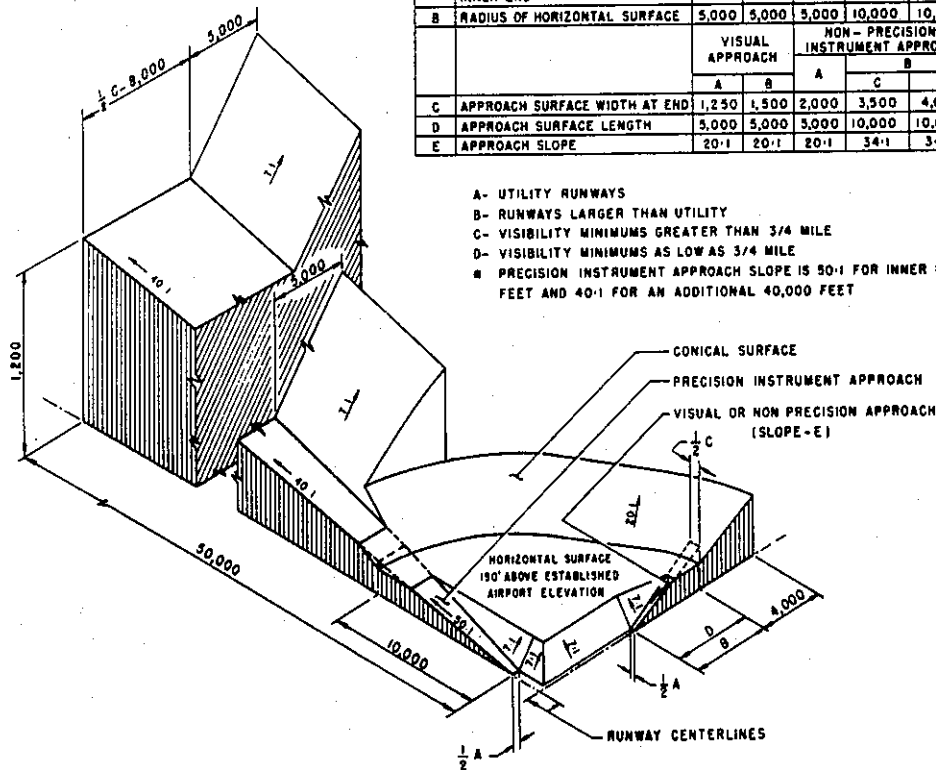 B RADIUS OF HORIZONTAL SURFACE 5,000 5,000 5,000 10,000 10,
VISUAL APPROACH
NON-PRECISION INSTRUMENT APPRO
A B A B
C
C APPROACH SURFACE WIDTH AT END 1,250 1,500 2,000 3,500 4,
D APPROACH SURFACE LENGTH 5,000 5,000 5,000 10,000 10,
E APPROACH SLOPE 20:1 20:1 20:1 34:1 3
A- UTILITY RUNWAYS
B- RUNWAYS LARGER THAN UTILITY
C- VISIBILITY MINIMUMS GREATER THAN 3/4 MILE
D- VISIBILITY MINIMUMS AS LOW AS 3/4 MILE
* PRECISION INSTRUMENT APPROACH SLOPE IS 50:1 FOR INNER
FEET AND 40:1 FOR AN ADDITIONAL 40,000 FEET
5,000
1/2 C-8,000
7:1
40:1
5,000
1,200
7:1
CONICAL SURFACE
PRECISION INSTRUMENT APPROACH
VISUAL OR NON PRECISION APPROACH
(SLOPE-E)
1/2 C
40:1
20:1
HORIZONTAL SURFACE
150' ABOVE ESTABLISHED
AIRPORT ELEVATION
50,000
50:1
7:1
7:1
7:1
7:1
7:1
4,000
D
B
10,000
1/2 A
RUNWAY CENTERLINES
1/2 A